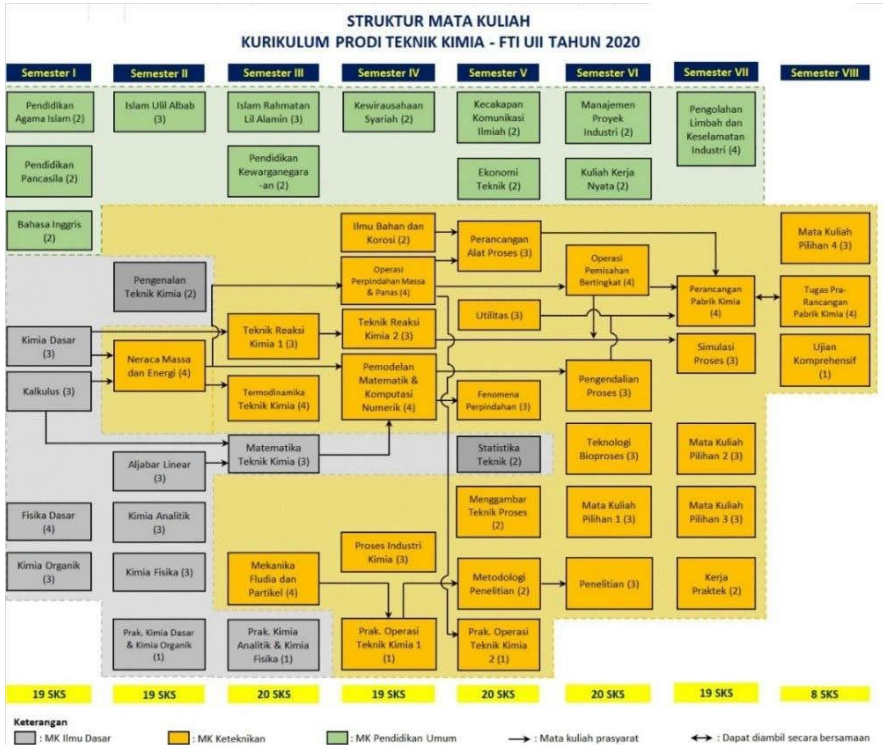 STRUKTUR MATA KULIAH
KURIKULUM PRODI TEKNIK KIMIA - FTI UII TAHUN 2020
Semester I
Semester II
Semester III
Semester IV
Semester V
Semester VI
Semester VII
Semester VIII
Pendidikan
Agama Islam (2)
Islam Ulil Albab
(3)
Islam Rahmatan
Lil Alamin (3)
Kewirausahaan
Syariah (2)
Kecakapan
Komunikasi
Ilmiah (2)
Manajemen
Proyek
Industri (2)
Pengolahan
Limbah dan
Keselamatan
Industri (4)
Pendidikan
Pancasila (2)
Pendidikan
Kewarganegara
-an (2)
Ekonomi
Teknik (2)
Kuliah Kerja
Nyata (2)
Bahasa Inggris
(2)
Ilmu Bahan dan
Korosi (2)
Perancangan
Alat Proses (3)
Mata Kuliah
Pilihan 4 (3)
Pengenalan
Teknik Kimia (2)
Operasi
Perpindahan Massa
& Panas (4)
Operasi
Pemisahan
Bertingkat (4)
Perancangan
Pabrik Kimia
(4)
Tugas Pra-
Rancangan
Pabrik Kimia (4)
Kimia Dasar
(3)
Neraca Massa
dan Energi (4)
Teknik Reaksi
Kimia 1 (3)
Teknik Reaksi
Kimia 2 (3)
Utilitas (3)
Simulasi
Proses (3)
Ujian
Komprehensif
(1)
Kalkulus (3)
Termodinamika
Teknik Kimia (4)
Pemodelan
Matematik &
Komputasi
Numerik (4)
Fenomena
Perpindahan (3)
Pengendalian
Proses (3)
Aljabar Linear
(3)
Matematika
Teknik Kimia (3)
Statistika
Teknik (2)
Teknologi
Bioproses (3)
Mata Kuliah
Pilihan 2 (3)
Fisika Dasar
(4)
Kimia Analitik
(3)
Menggambar
Teknik Proses
(2)
Mata Kuliah
Pilihan 1 (3)
Mata Kuliah
Pilihan 3 (3)
Kimia Organik
(3)
Kimia Fisika (3)
Mekanika
Fludia dan
Partikel (4)
Proses Industri
Kimia (3)
Metodologi
Penelitian (2)
Penelitian (3)
Kerja
Praktek (2)
Prak. Kimia Dasar
& Kimia Organik
(1)
Prak. Kimia
Analitik & Kimia
Fisika (1)
Prak. Operasi
Teknik Kimia 1
(1)
Prak. Operasi
Teknik Kimia
2 (1)
19 SKS
19 SKS
20 SKS
19 SKS
20 SKS
20 SKS
19 SKS
8 SKS
Keterangan
: MK Ilmu Dasar
: MK Keteknikan
: MK Pendidikan Umum
: Mata kuliah prasyarat
: Dapat diambil secara bersamaan